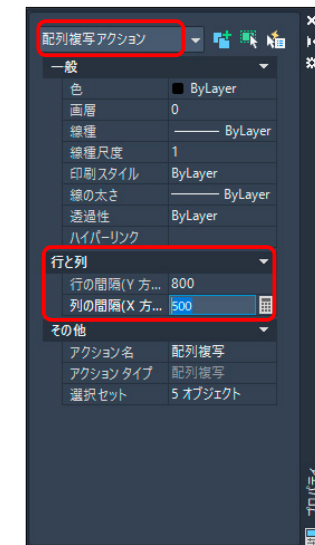 配列複写アクション
一般
色 ByLayer
画層 0
線種 ByLayer
線種尺度 1
印刷スタイル ByLayer
線の太さ ByLayer
透過性 ByLayer
ハイパーリンク
行と列
行の間隔(Y 方... 800
列の間隔(X 方... 500
その他
アクション名 配列複写
アクション タイプ 配列複写
選択セット 5 オブジェクト
プロパティ